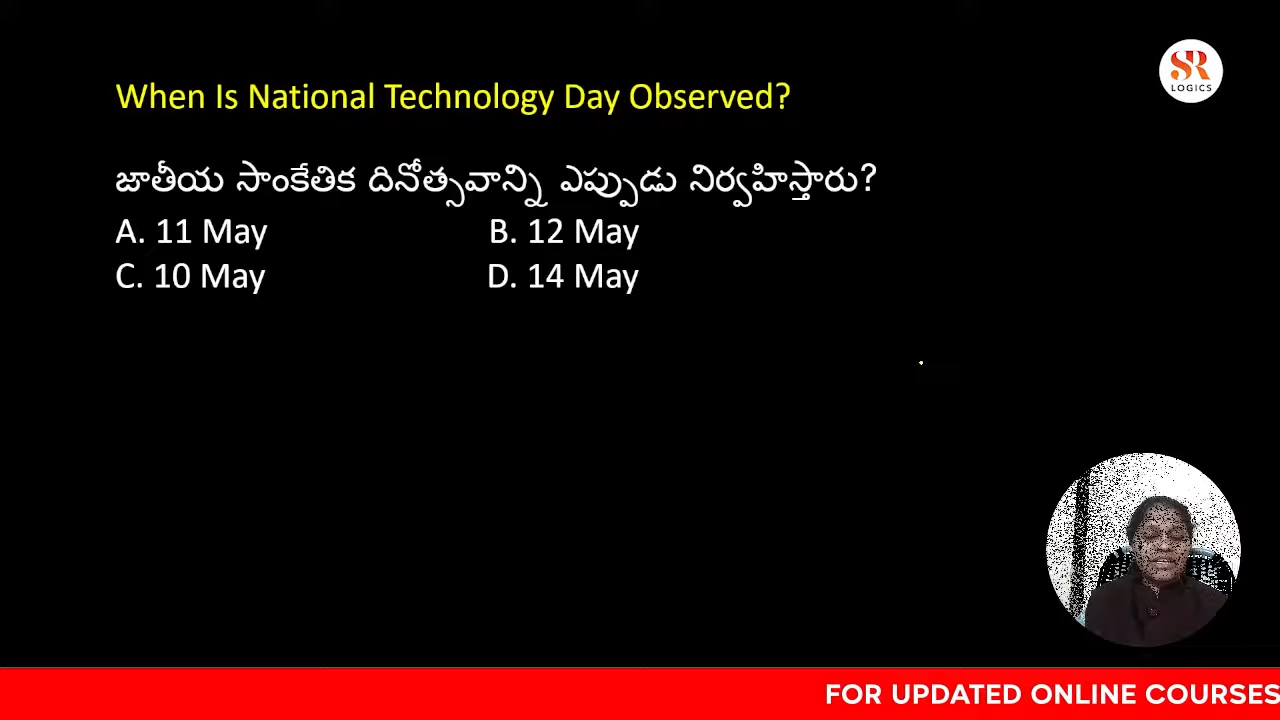 SR
LOGICS
When Is National Technology Day Observed?
జాతీయ సాంకేతిక దినోత్సవాన్ని ఎప్పుడు నిర్వహిస్తారు?
A. 11 May B. 12 May
C. 10 May D. 14 May
FOR UPDATED ONLINE COURSES